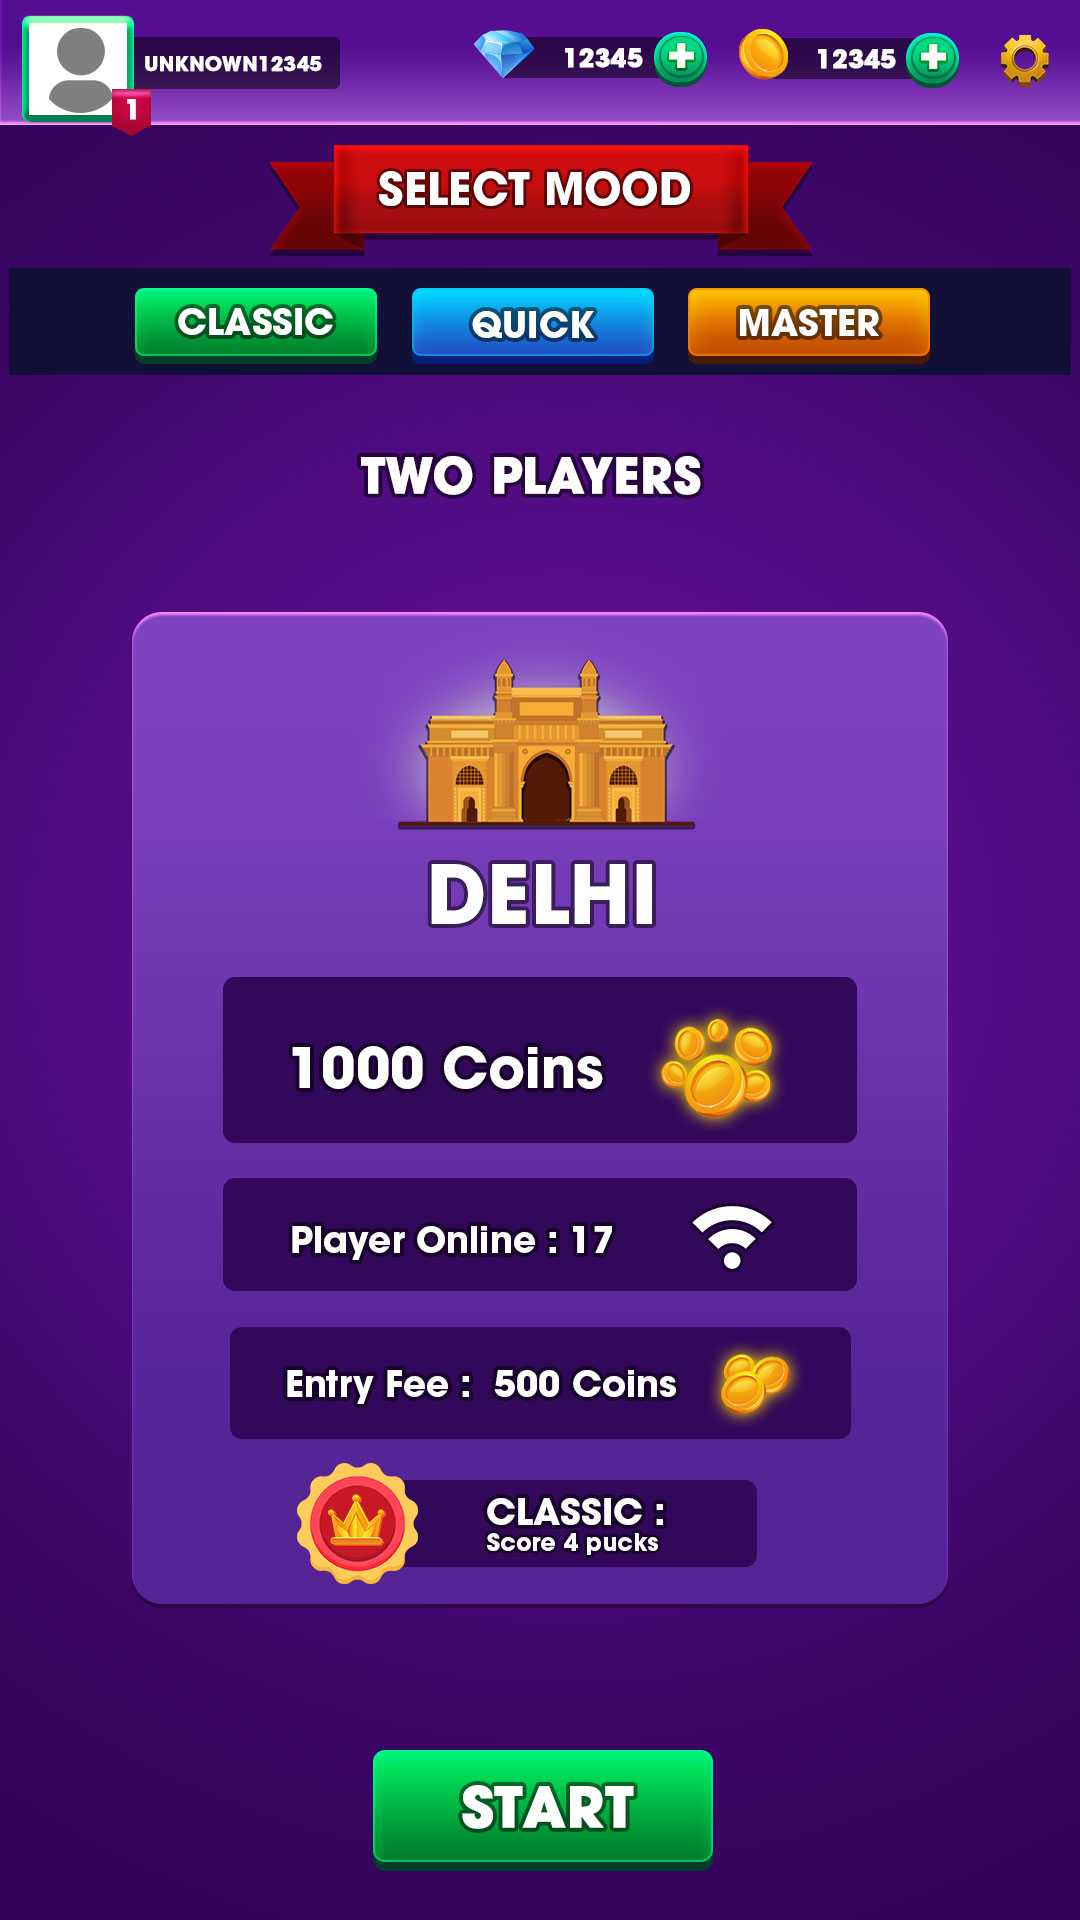 UNKNOWN12345
1
12345
12345
SELECT MOOD
CLASSIC
QUICK
MASTER
TWO PLAYERS
DELHI
1000 Coins
Player Online : 17
Entry Fee : 500 Coins
CLASSIC :
Score 4 pucks
START